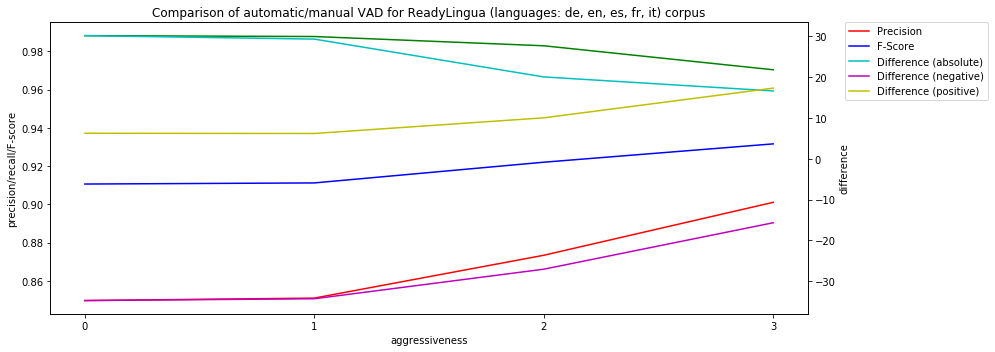 Comparison of automatic/manual VAD for ReadyLingua (languages: de, en, es, fr, it) corpus
precision/recall/F-score
0.98
0.96
0.94
0.92
0.90
0.88
0.86
0
1
2
3
aggressiveness
30
20
10
0
−10
−20
−30
difference
Precision
F-Score
Difference (absolute)
Difference (negative)
Difference (positive)